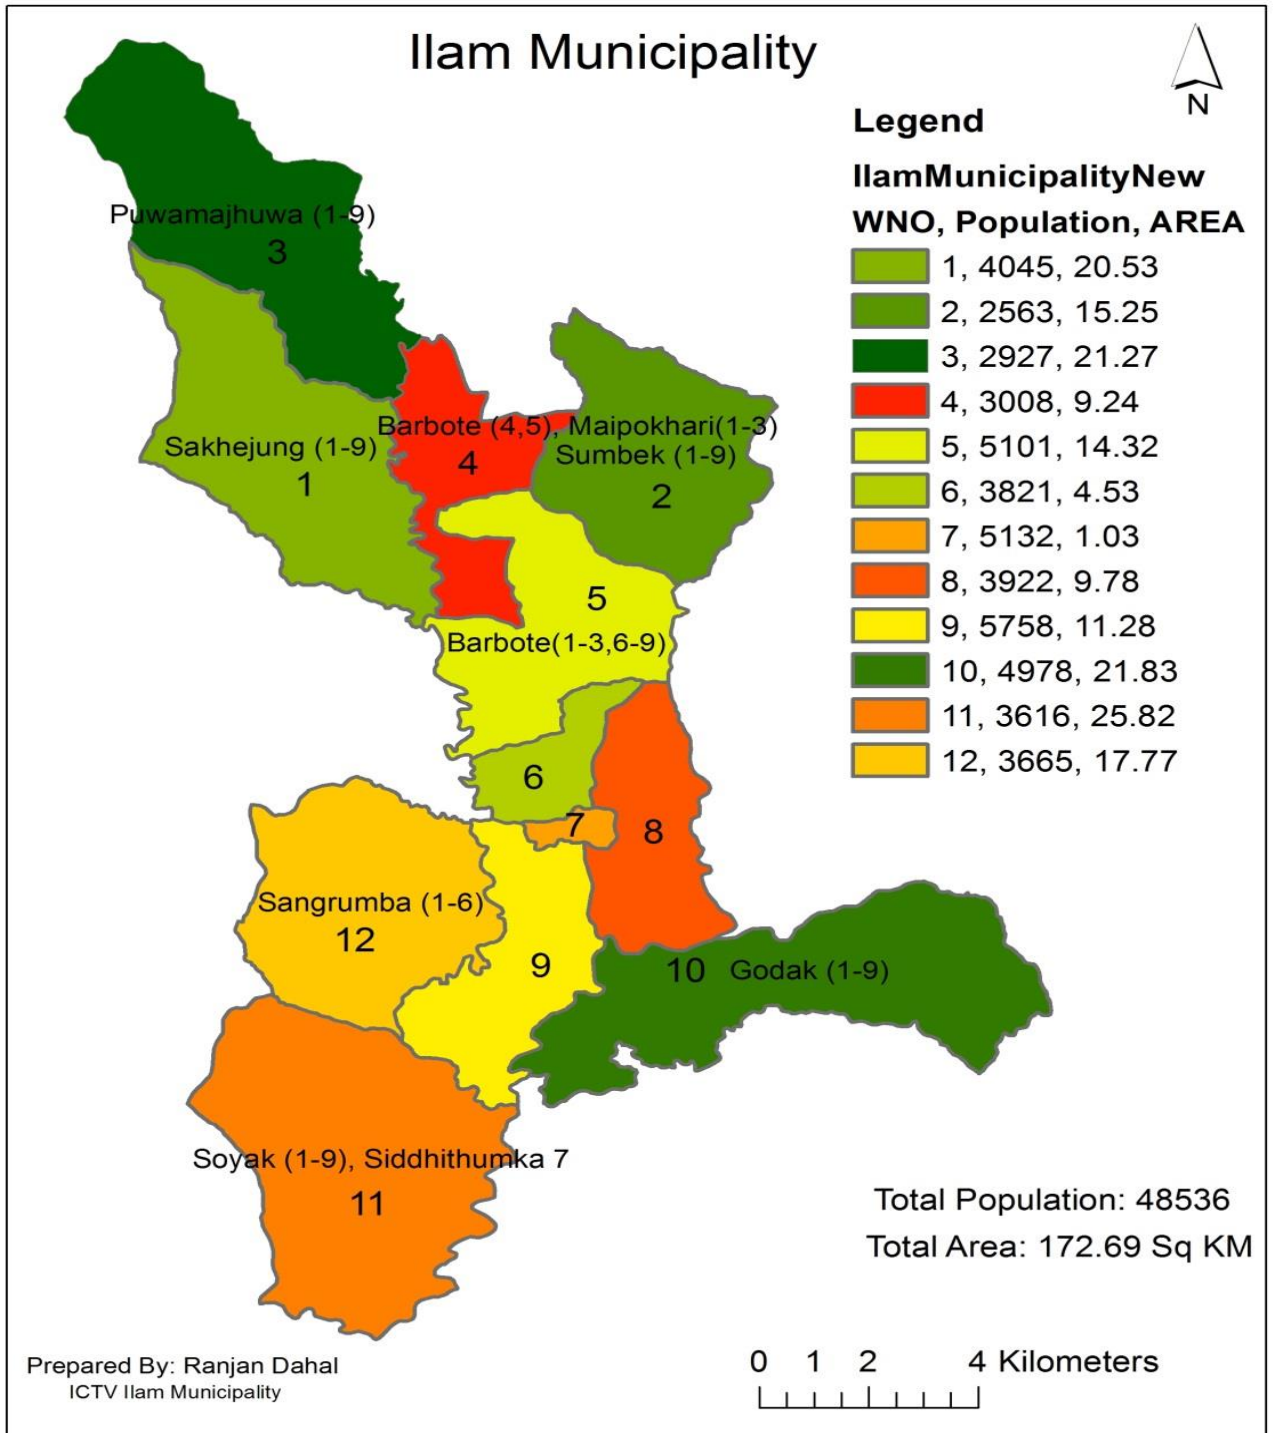 Ilam Municipality
N
Legend
IlamMunicipalityNew
WNO, Population, AREA
1, 4045, 20.53
2, 2563, 15.25
3, 2927, 21.27
4, 3008, 9.24
5, 5101, 14.32
6, 3821, 4.53
7, 5132, 1.03
8, 3922, 9.78
9, 5758, 11.28
10, 4978, 21.83
11, 3616, 25.82
12, 3665, 17.77
Puwamajhuwa (1-9)
3
Sakhejung (1-9)
1
Barbote (4,5), Maipokhari(1-3)
4
Sumbek (1-9)
2
5
Barbote(1-3,6-9)
6
7
8
Sangrumba (1-6)
12
9
10 Godak (1-9)
Soyak (1-9), Siddhithumka 7
11
Total Population: 48536
Total Area: 172.69 Sq KM
Prepared By: Ranjan Dahal
ICTV Ilam Municipality
0 1 2 4 Kilometers